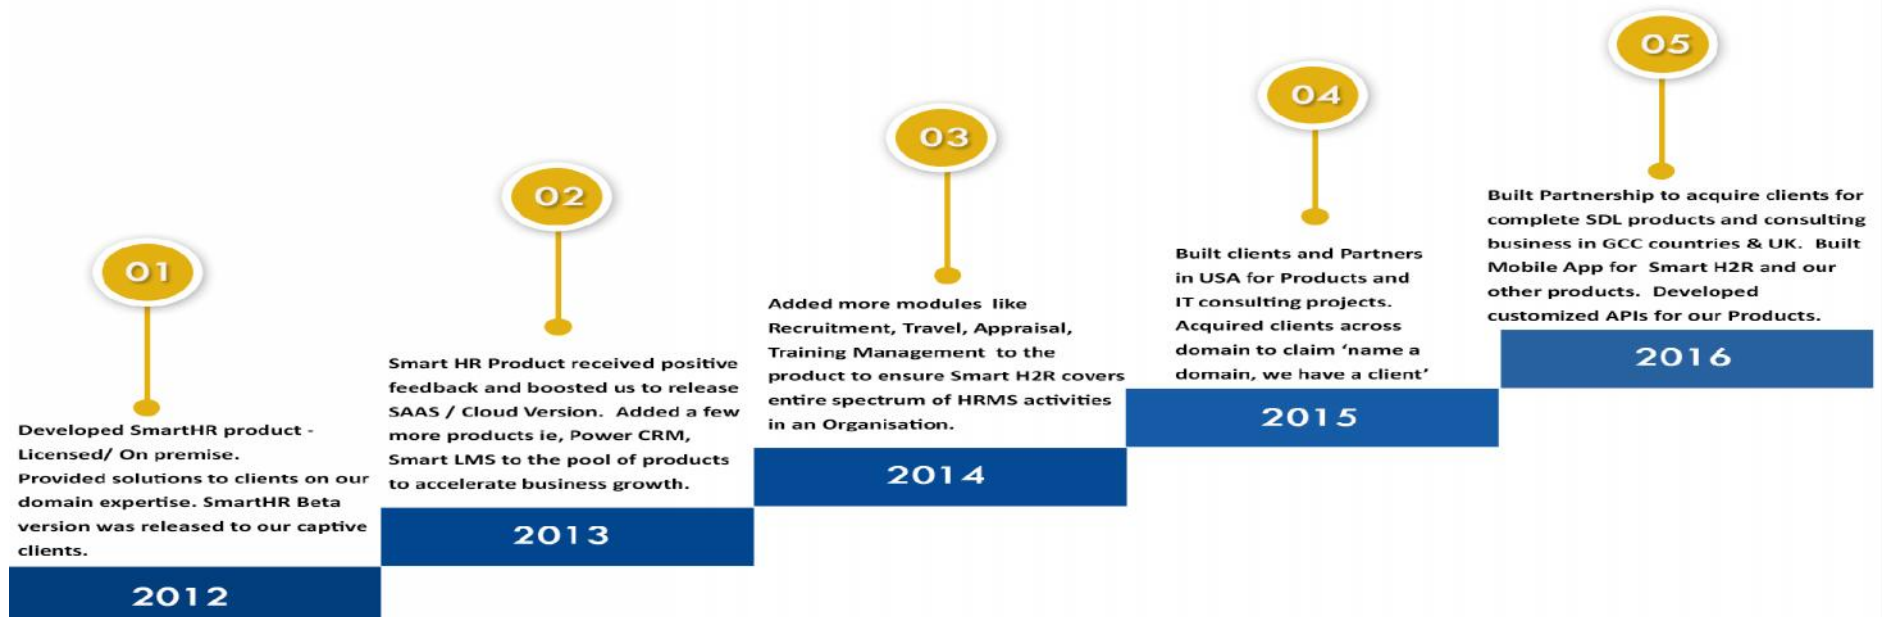 01
Developed SmartHR product -
Licensed/ On premise.
Provided solutions to clients on our
domain expertise. SmartHR Beta
version was released to our captive
clients.
2012
02
Smart HR Product received positive
feedback and boosted us to release
SAAS / Cloud Version. Added a few
more products ie, Power CRM,
Smart LMS to the pool of products
to accelerate business growth.
2013
03
Added more modules like
Recruitment, Travel, Appraisal,
Training Management to the
product to ensure Smart H2R covers
entire spectrum of HRMS activities
in an Organisation.
2014
04
Built clients and Partners
in USA for Products and
IT consulting projects.
Acquired clients across
domain to claim ‘name a
domain, we have a client’
2015
05
Built Partnership to acquire clients for
complete SDL products and consulting
business in GCC countries & UK. Built
Mobile App for Smart H2R and our
other products. Developed
customized APIs for our Products.
2016